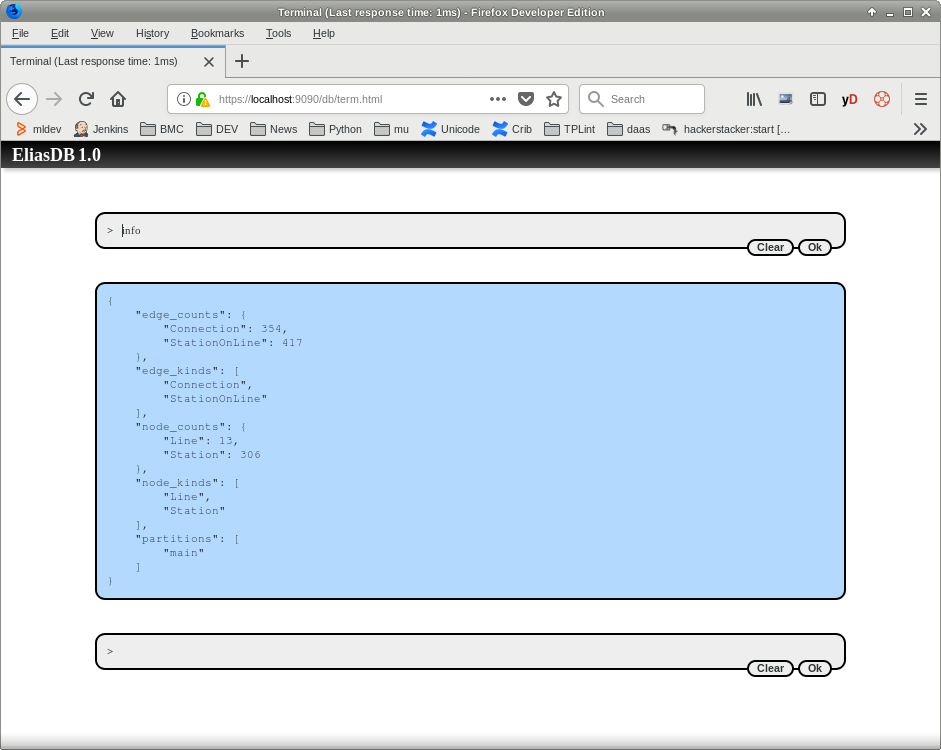 Terminal (Last response time: 1ms) - Firefox Developer Edition
File Edit View History Bookmarks Tools Help
Terminal (Last response time: 1ms)
https://localhost:9090/db/term.html Search yD
mldev Jenkins BMC DEV News Python mu Unicode Crib TPLint daas hackerstacker:start [...
EliasDB 1.0
> info
Clear Ok
{
"edge_counts": {
"Connection": 354,
"StationOnLine": 417
},
"edge_kinds": [
"Connection",
"StationOnLine"
],
"node_counts": {
"Line": 13,
"Station": 306
},
"node_kinds": [
"Line",
"Station"
],
"partitions": [
"main"
]
}
>
Clear Ok